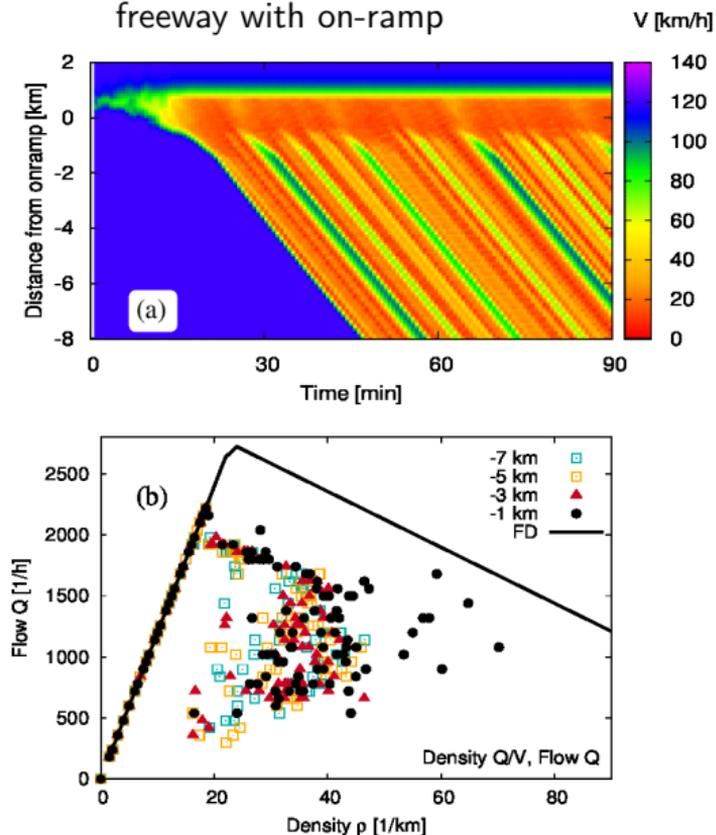 freeway with on-ramp
V [km/h]
2
0
-2
-4
-6
-8
Distance from onramp [km]
(a)
0
30
60
90
Time [min]
140
120
100
80
60
40
20
0
(b)
2500
2000
1500
1000
500
0
Flow Q [1/h]
-7 km
-5 km
-3 km
-1 km
FD
Density Q/V, Flow Q
0
20
40
60
80
Density ρ [1/km]